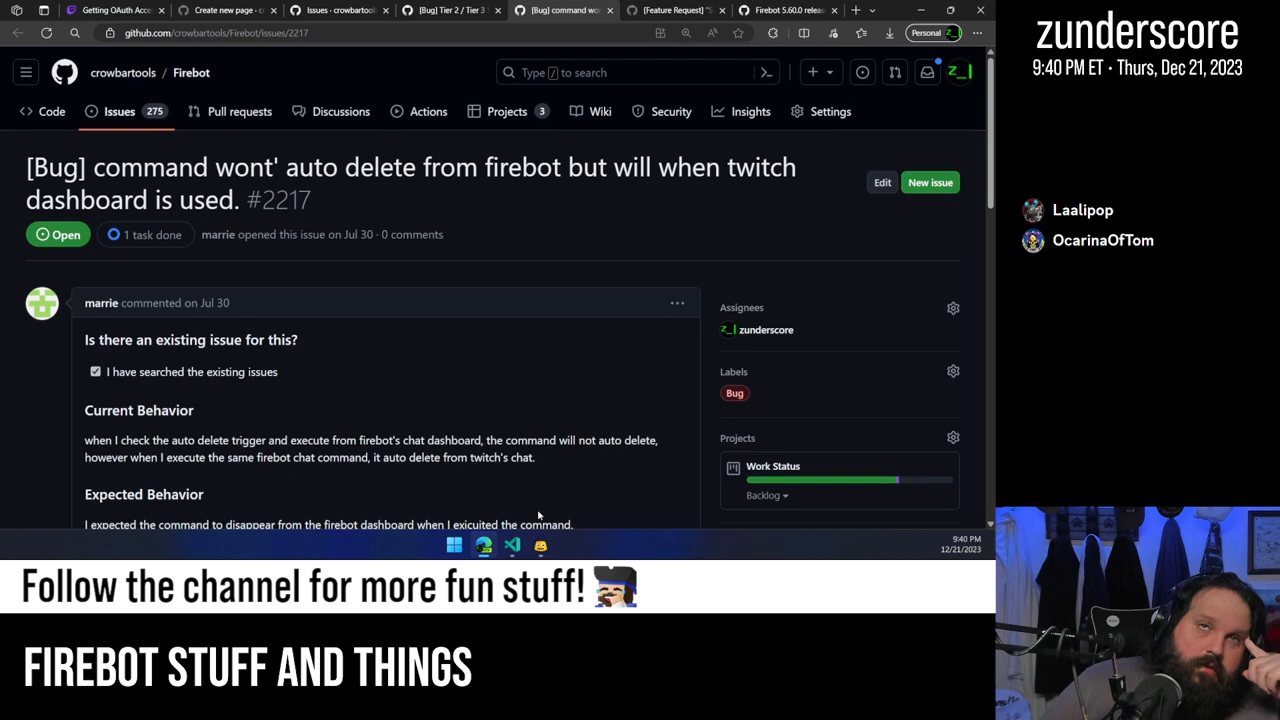 Getting OAuth Acces
Create new page · c
Issues · crowbartools
[Bug] Tier 2 / Tier 3 S
[Bug] command wo
[Feature Request] "S
Firebot 5.60.0 relea
github.com/crowbartools/Firebot/issues/2217
Personal
crowbartools / Firebot
Type / to search
<> Code
Issues 275
Pull requests
Discussions
Actions
Projects 3
Wiki
Security
Insights
Settings
[Bug] command wont' auto delete from firebot but will when twitch
dashboard is used. #2217
Edit
New issue
Open
1 task done
marrie opened this issue on Jul 30 · 0 comments
marrie commented on Jul 30
Is there an existing issue for this?
I have searched the existing issues
Current Behavior
when I check the auto delete trigger and execute from firebot's chat dashboard, the command will not auto delete,
however when I execute the same firebot chat command, it auto delete from twitch's chat.
Expected Behavior
I expected the command to disappear from the firebot dashboard when I exicuited the command.
Assignees
zunderscore
Labels
Bug
Projects
Work Status
Backlog
9:40 PM
12/21/2023
zunderscore
9:40 PM ET · Thurs, Dec 21, 2023
Laalipop
OcarinaOfTom
Follow the channel for more fun stuff!
FIREBOT STUFF AND THINGS